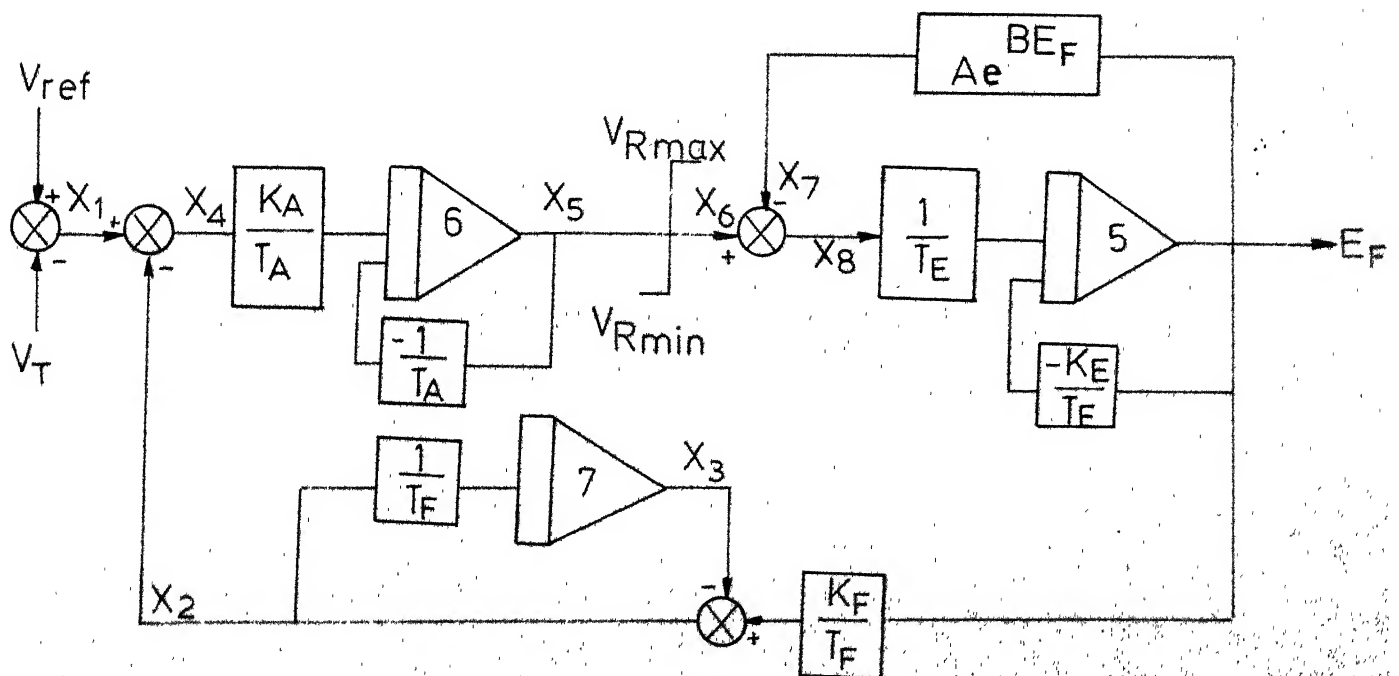 Ae^BE_F
V_ref
V_Rmax
X_7
+
X_1
+
X_4
K_A
T_A
6
X_5
X_6
-
1
T_E
5
E_F
-
-
+
X_8
V_T
V_Rmin
-1
T_A
-K_E
T_E
1
T_F
7
X_3
X_2
-
+
K_F
T_F